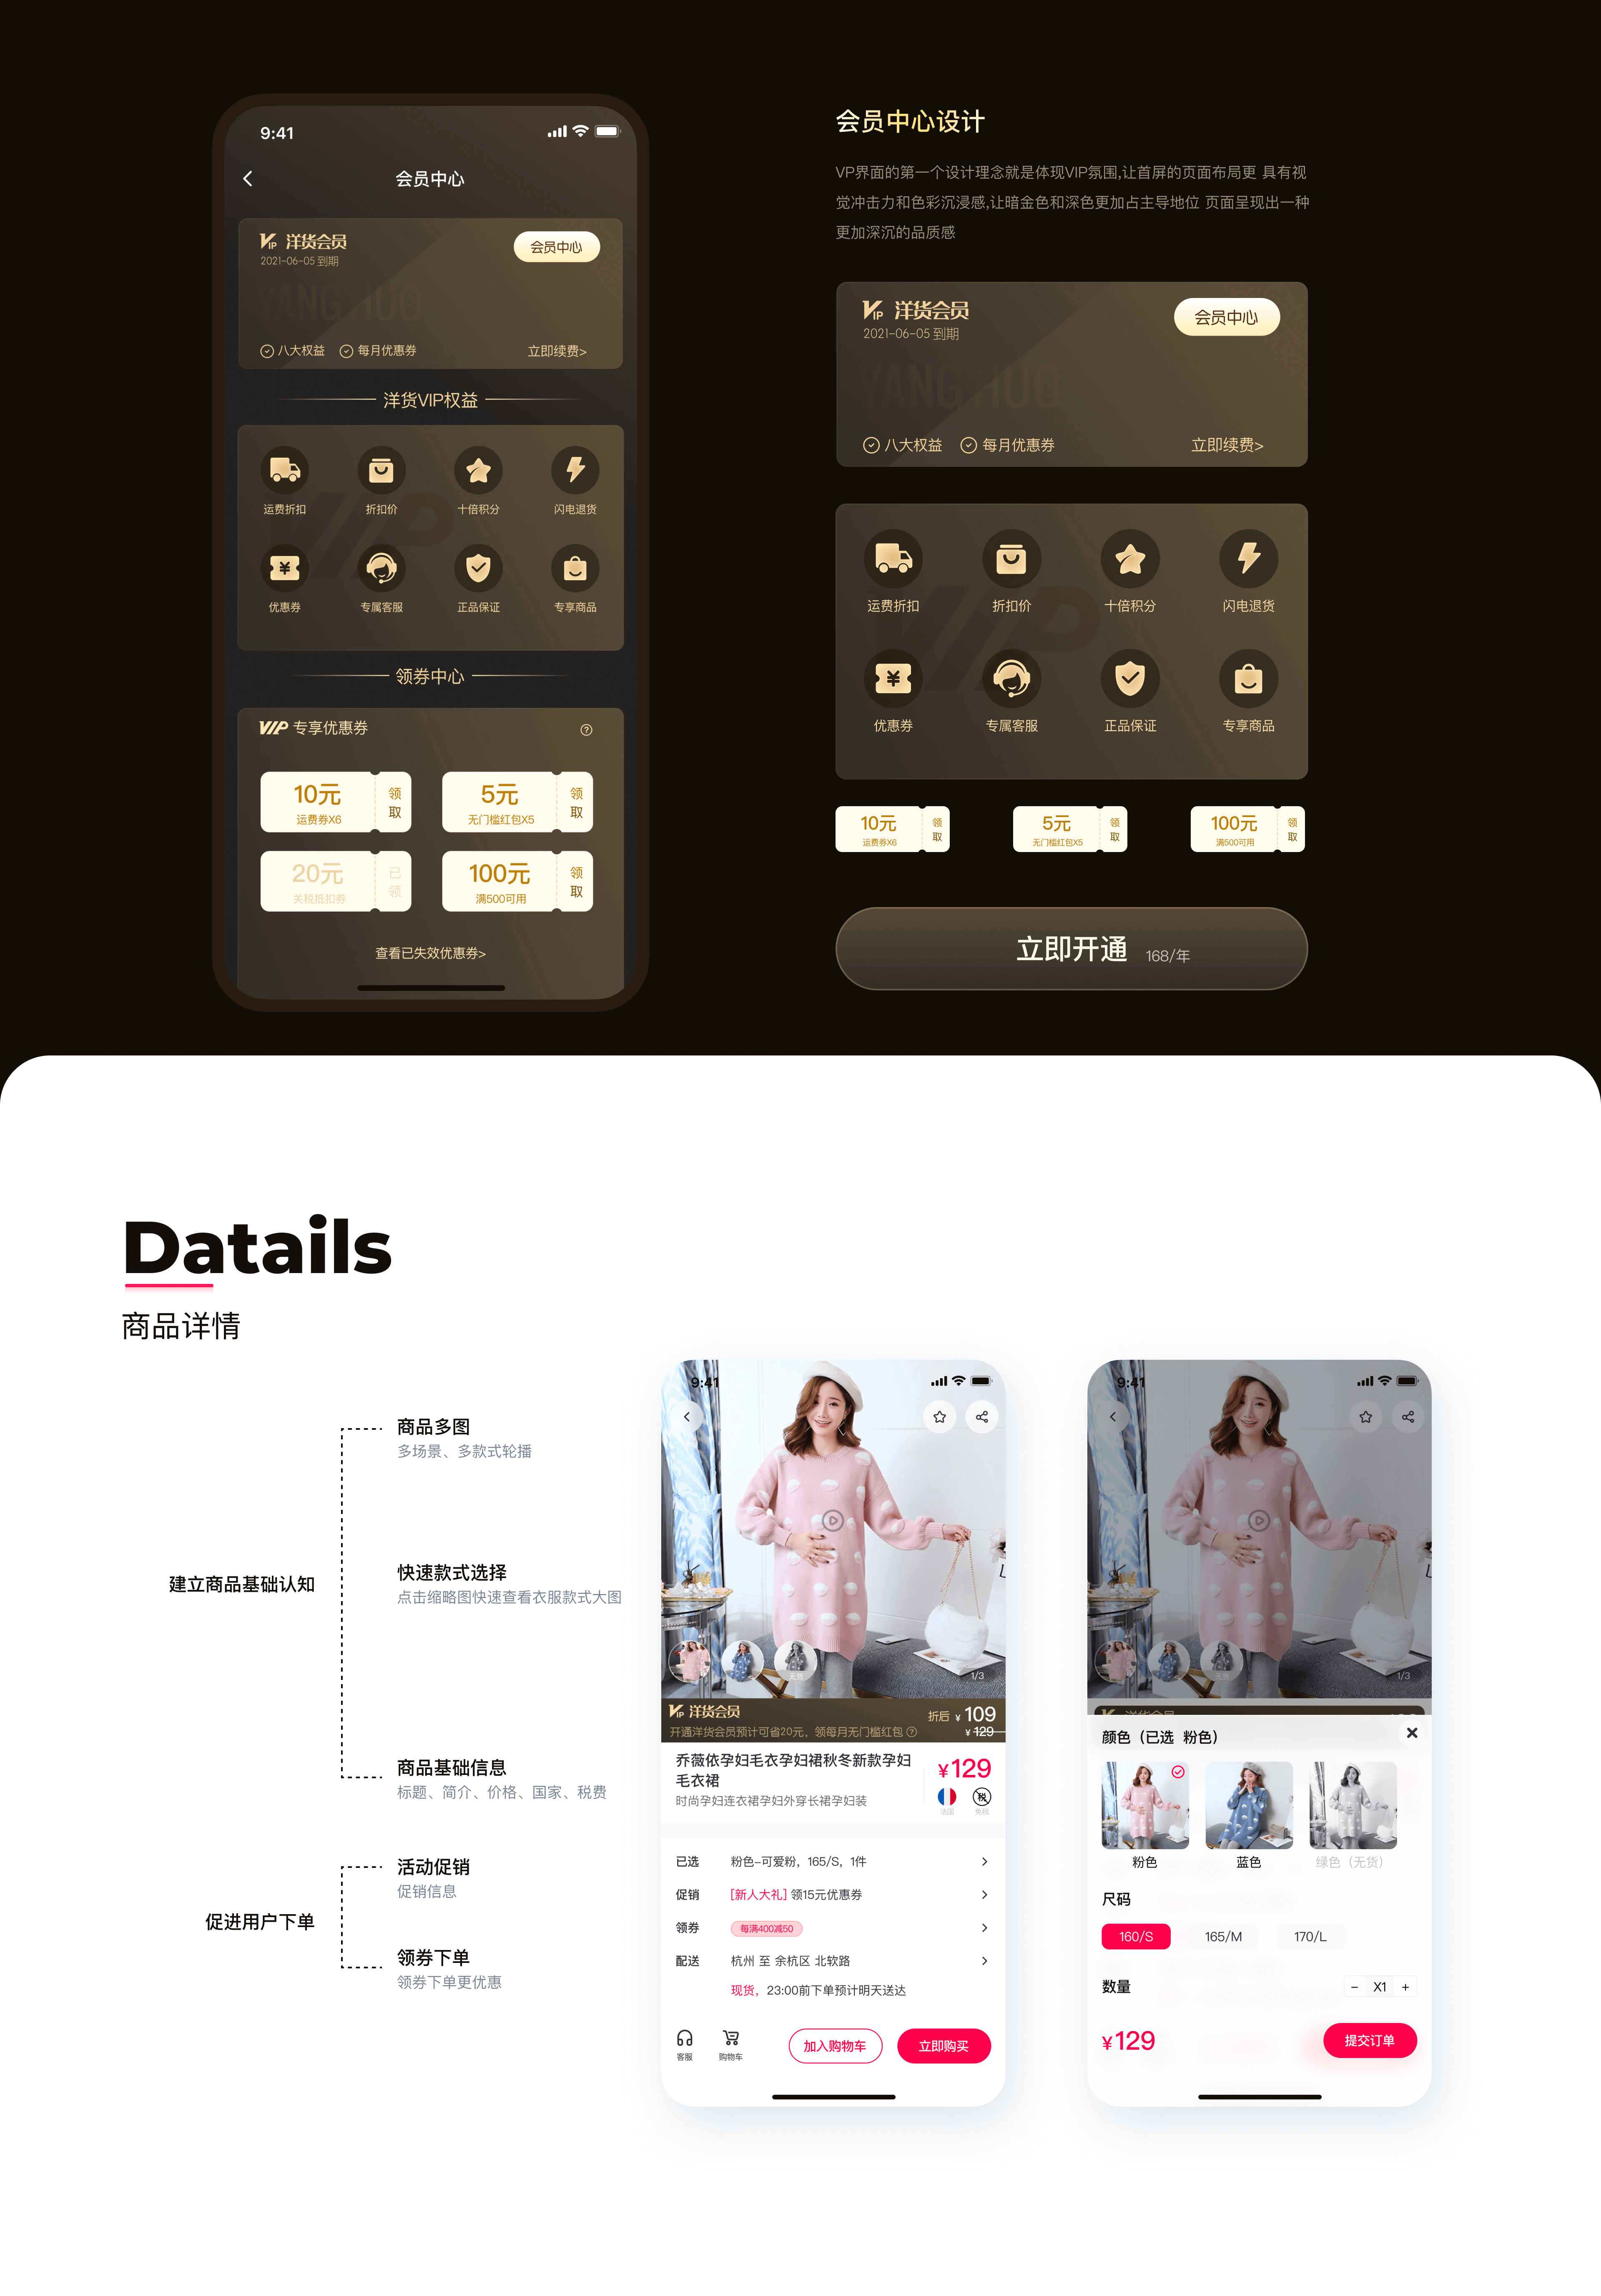 9:41
会员中心
VIP 洋货会员
会员中心
2021-06-05 到期
YANG HUO
八大权益 每月优惠券 立即续费>
洋货VIP权益
运费折扣 折扣价 十倍积分 闪电退货
VIP
优惠券 专属客服 正品保证 专享商品
领券中心
VIP 专享优惠券
10元 领取
运费券X6
5元 领取
无门槛红包X5
20元 已领
关税抵扣券
100元 领取
满500可用
查看已失效优惠券>
会员中心设计
VP界面的第一个设计理念就是体现VIP氛围,让首屏的页面布局更 具有视
觉冲击力和色彩沉浸感,让暗金色和深色更加占主导地位 页面呈现出一种
更加深沉的品质感
VIP 洋货会员
会员中心
2021-06-05 到期
YANG HUO
八大权益 每月优惠券 立即续费>
运费折扣 折扣价 十倍积分 闪电退货
VIP
优惠券 专属客服 正品保证 专享商品
10元 领取
运费券X6
5元 领取
无门槛红包X5
100元 领取
满500可用
立即开通 168/年
Datails
商品详情
建立商品基础认知
商品多图
多场景、多款式轮播
快速款式选择
点击缩略图快速查看衣服款式大图
商品基础信息
标题、简介、价格、国家、税费
促进用户下单
活动促销
促销信息
领券下单
领券下单更优惠
9:41
无货
1/3
VIP 洋货会员
折后 ¥ 109
开通洋货会员预计可省20元，领每月无门槛红包 ?
¥ 129
乔薇依孕妇毛衣孕妇裙秋冬新款孕妇
毛衣裙
¥129
时尚孕妇连衣裙孕妇外穿长裙孕妇装
税
法国 免税
已选 粉色-可爱粉，165/S，1件
促销 [新人大礼] 领15元优惠券
领券 每满400减50
配送 杭州 至 余杭区 北软路
现货，23:00前下单预计明天送达
客服 购物车 加入购物车 立即购买
9:41
1/3
颜色（已选 粉色）
粉色 蓝色 绿色（无货）
尺码
160/S 165/M 170/L
数量 − X1 +
¥129 提交订单